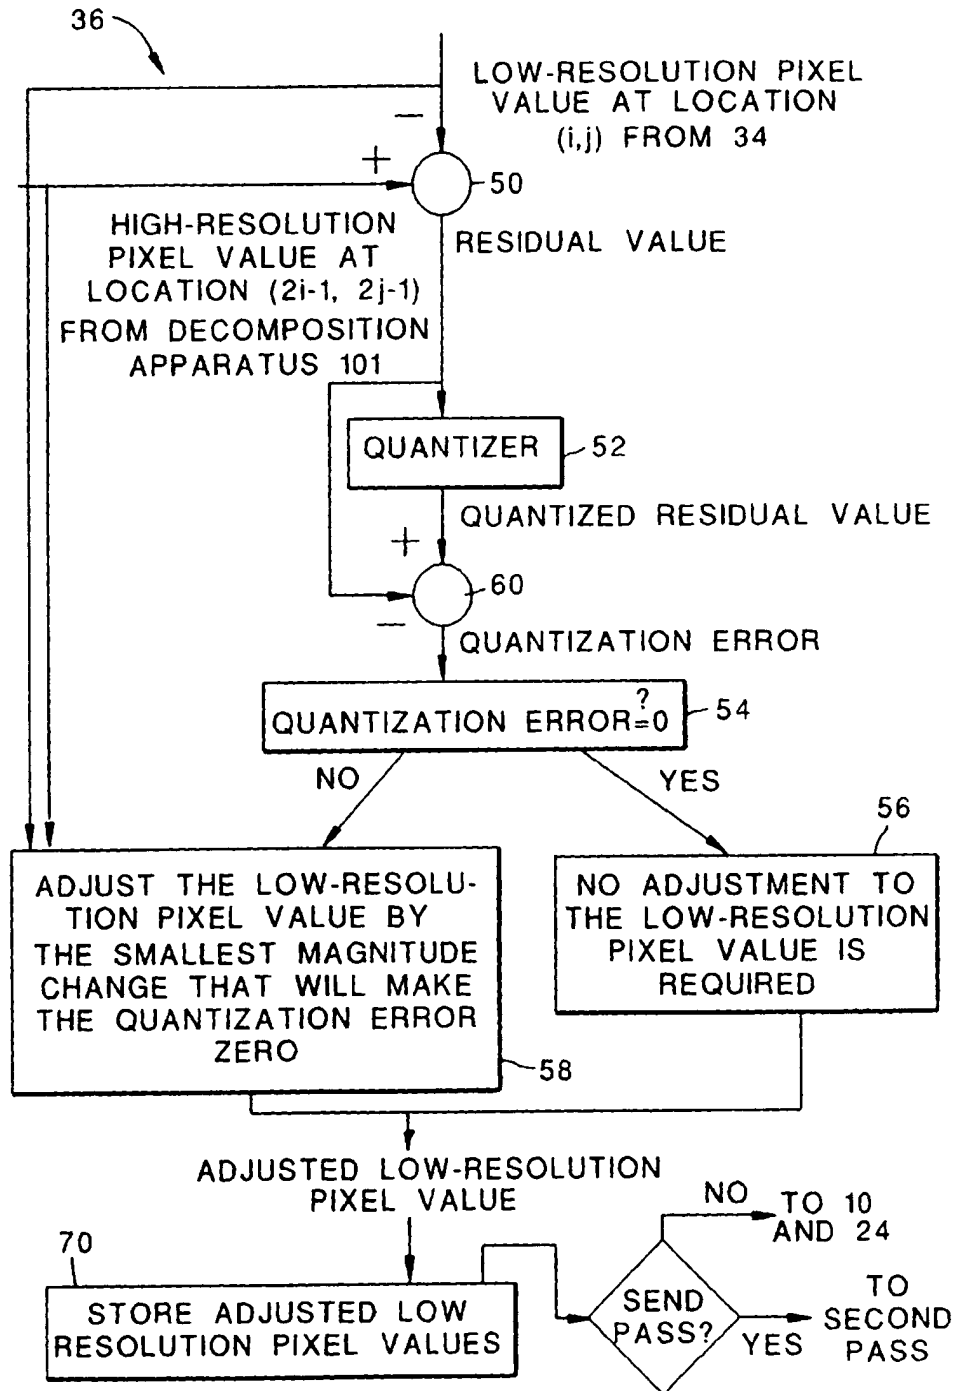 36
LOW-RESOLUTION PIXEL
VALUE AT LOCATION
(i,j) FROM 34
−
+
50
HIGH-RESOLUTION
PIXEL VALUE AT
LOCATION (2i-1, 2j-1)
FROM DECOMPOSITION
APPARATUS 101
RESIDUAL VALUE
QUANTIZER
52
QUANTIZED RESIDUAL VALUE
+
60
−
QUANTIZATION ERROR
?
QUANTIZATION ERROR=0
54
NO
YES
56
ADJUST THE LOW-RESOLU-
TION PIXEL VALUE BY
THE SMALLEST MAGNITUDE
CHANGE THAT WILL MAKE
THE QUANTIZATION ERROR
ZERO
58
NO ADJUSTMENT TO
THE LOW-RESOLUTION
PIXEL VALUE IS
REQUIRED
ADJUSTED LOW-RESOLUTION
PIXEL VALUE
70
STORE ADJUSTED LOW
RESOLUTION PIXEL VALUES
SEND
PASS?
NO
TO 10
AND 24
YES
TO
SECOND
PASS